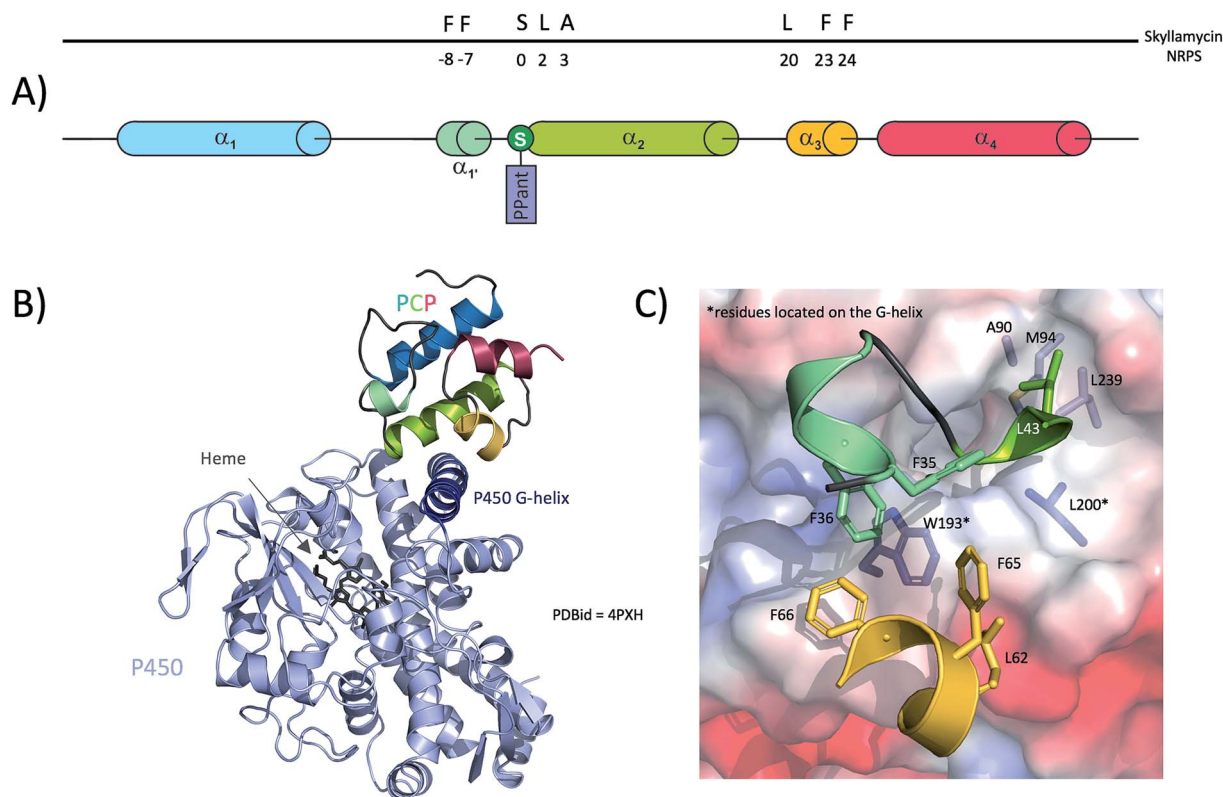 F F S L A L F F
-8 -7 0 2 3 20 23 24
Skyllamycin
NRPS
A)
α1 α1' S α2 α3 α4
PPant
B)
PCP
Heme
P450 G-helix
PDBid = 4PXH
P450
C)
*residues located on the G-helix
A90
M94
L239
L43
F35
L200*
F36
W193*
F65
F66
L62